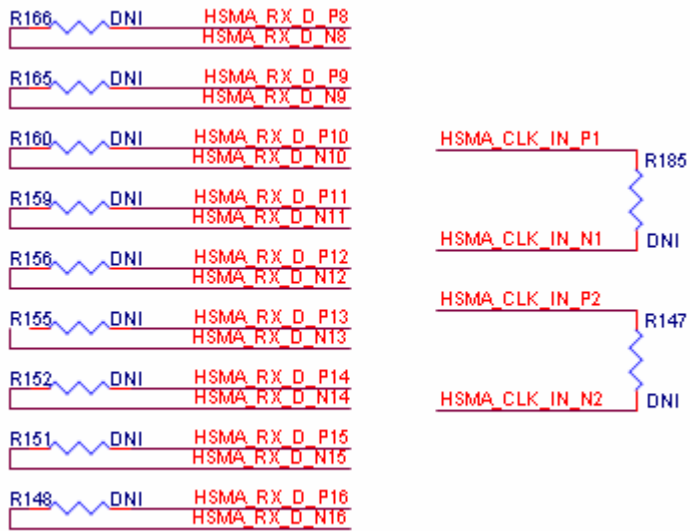 R166 DNI HSMA_RX_D_P8
HSMA_RX_D_N8
R165 DNI HSMA_RX_D_P9
HSMA_RX_D_N9
R160 DNI HSMA_RX_D_P10
HSMA_RX_D_N10
R159 DNI HSMA_RX_D_P11
HSMA_RX_D_N11
R156 DNI HSMA_RX_D_P12
HSMA_RX_D_N12
R155 DNI HSMA_RX_D_P13
HSMA_RX_D_N13
R152 DNI HSMA_RX_D_P14
HSMA_RX_D_N14
R151 DNI HSMA_RX_D_P15
HSMA_RX_D_N15
R148 DNI HSMA_RX_D_P16
HSMA_RX_D_N16
HSMA_CLK_IN_P1
R185
HSMA_CLK_IN_N1 DNI
HSMA_CLK_IN_P2
R147
HSMA_CLK_IN_N2 DNI